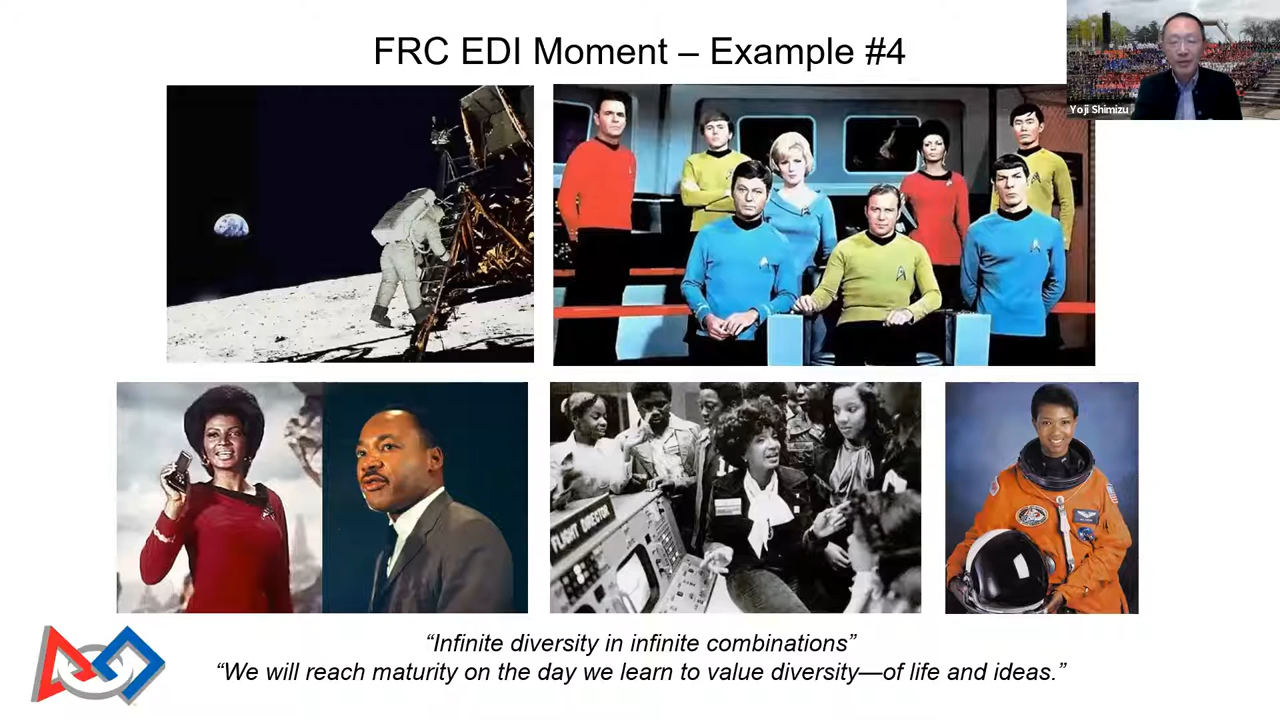 FRC EDI Moment – Example #4
Yoji Shimizu
FLIGHT DIRECTOR
“Infinite diversity in infinite combinations”
“We will reach maturity on the day we learn to value diversity—of life and ideas.”